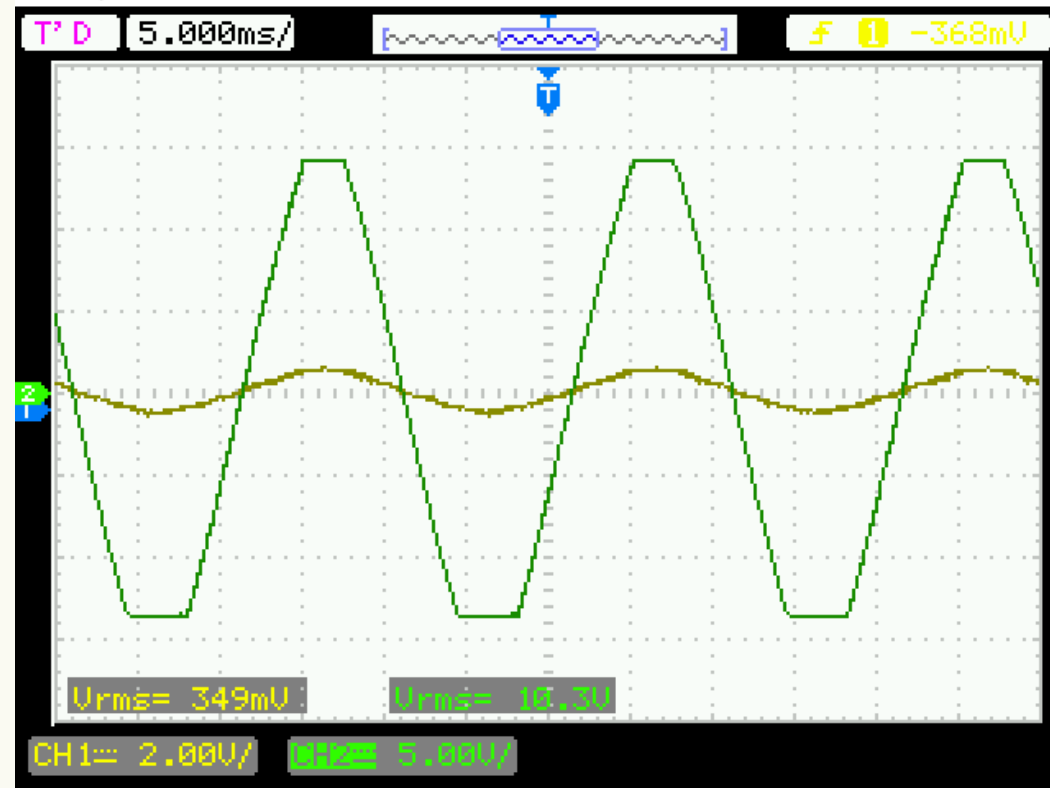 T' D 5.000ms/ 1 -368mV
T
2
Vrms= 349mV Vrms= 10.3V
CH1 2.00V/ CH2 5.00V/